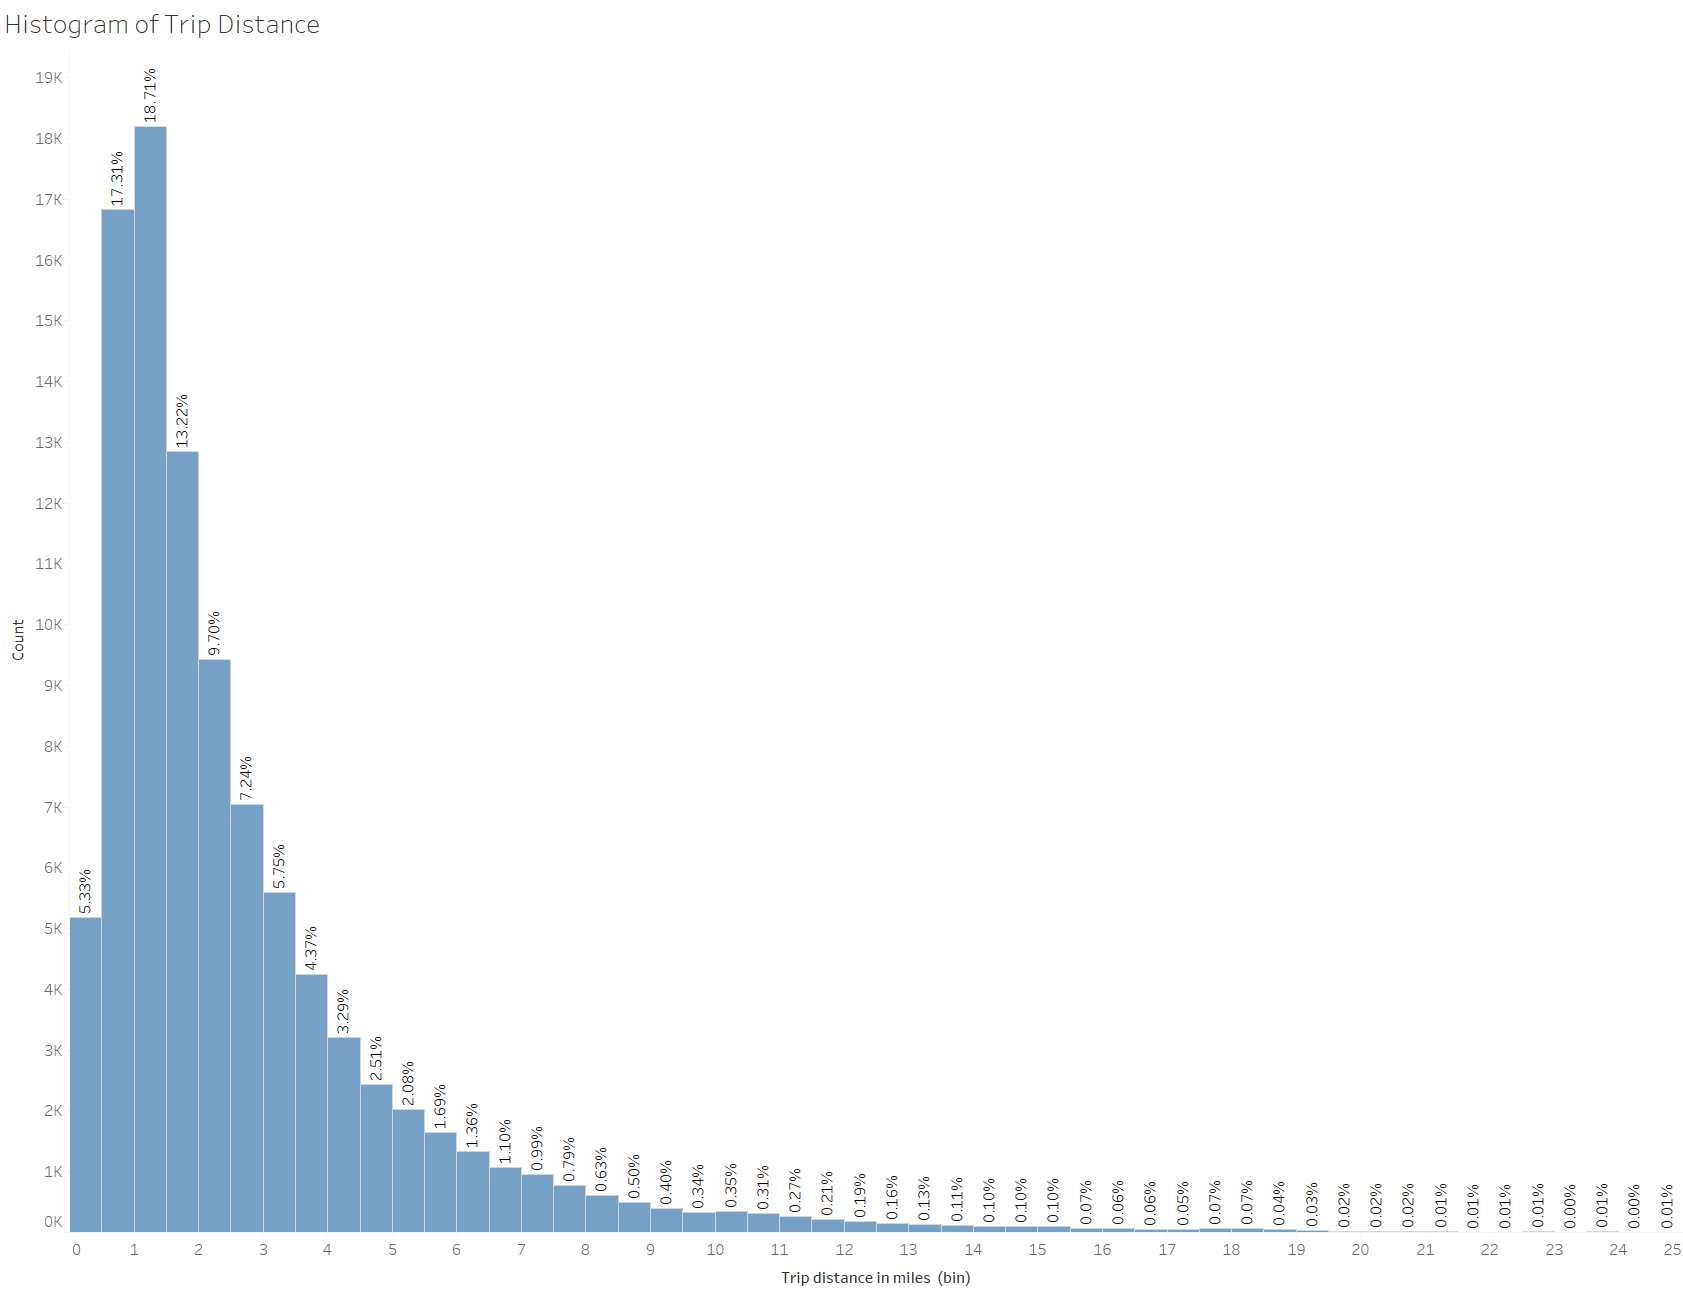 Histogram of Trip Distance
19K
18K
17K
16K
15K
14K
13K
12K
11K
10K
9K
8K
7K
6K
5K
4K
3K
2K
1K
0K
Count
5.33%
17.31%
18.71%
13.22%
9.70%
7.24%
5.75%
4.37%
3.29%
2.51%
2.08%
1.69%
1.36%
1.10%
0.99%
0.79%
0.63%
0.50%
0.40%
0.34%
0.35%
0.31%
0.27%
0.21%
0.19%
0.16%
0.13%
0.11%
0.10%
0.10%
0.10%
0.07%
0.06%
0.06%
0.05%
0.07%
0.07%
0.04%
0.03%
0.02%
0.02%
0.02%
0.01%
0.01%
0.01%
0.01%
0.00%
0.01%
0.00%
0.01%
0 1 2 3 4 5 6 7 8 9 10 11 12 13 14 15 16 17 18 19 20 21 22 23 24 25
Trip distance in miles (bin)